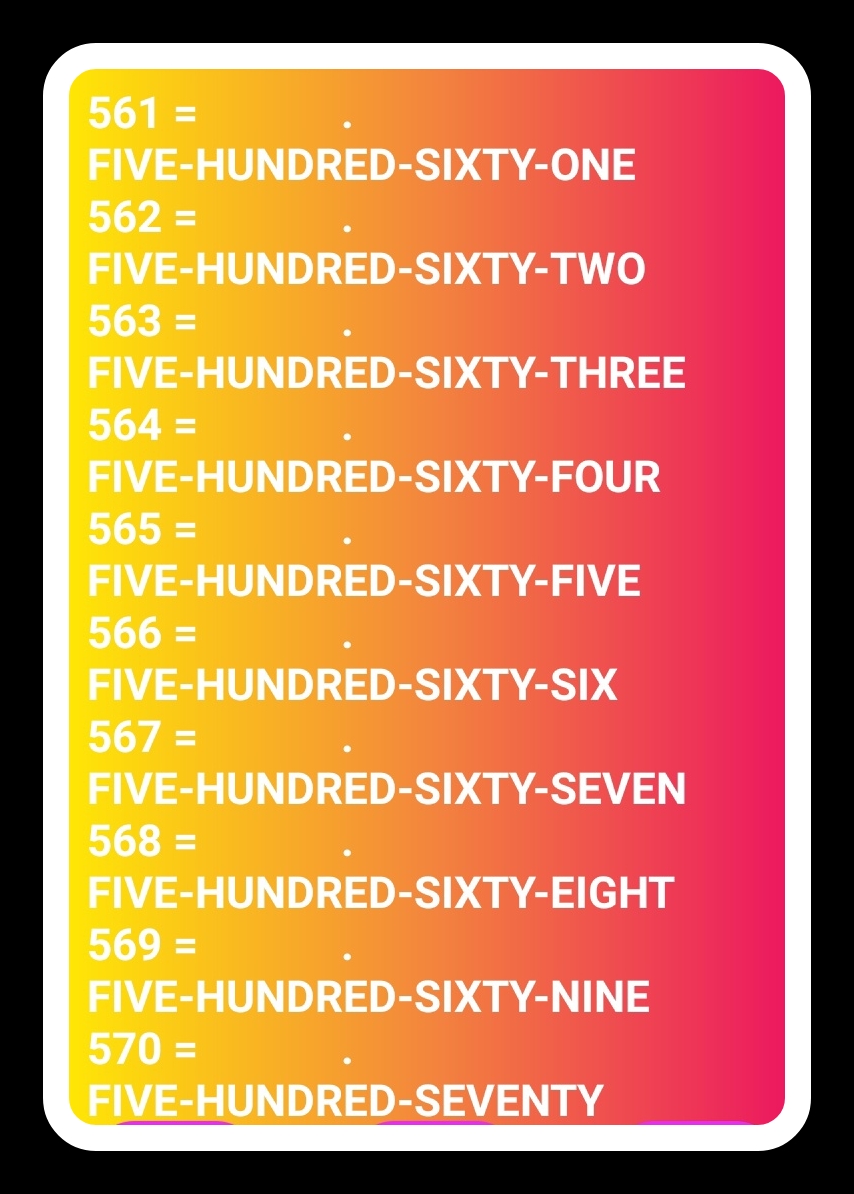 561 = .
FIVE-HUNDRED-SIXTY-ONE
562 = .
FIVE-HUNDRED-SIXTY-TWO
563 = .
FIVE-HUNDRED-SIXTY-THREE
564 = .
FIVE-HUNDRED-SIXTY-FOUR
565 = .
FIVE-HUNDRED-SIXTY-FIVE
566 = .
FIVE-HUNDRED-SIXTY-SIX
567 = .
FIVE-HUNDRED-SIXTY-SEVEN
568 = .
FIVE-HUNDRED-SIXTY-EIGHT
569 = .
FIVE-HUNDRED-SIXTY-NINE
570 = .
FIVE-HUNDRED-SEVENTY